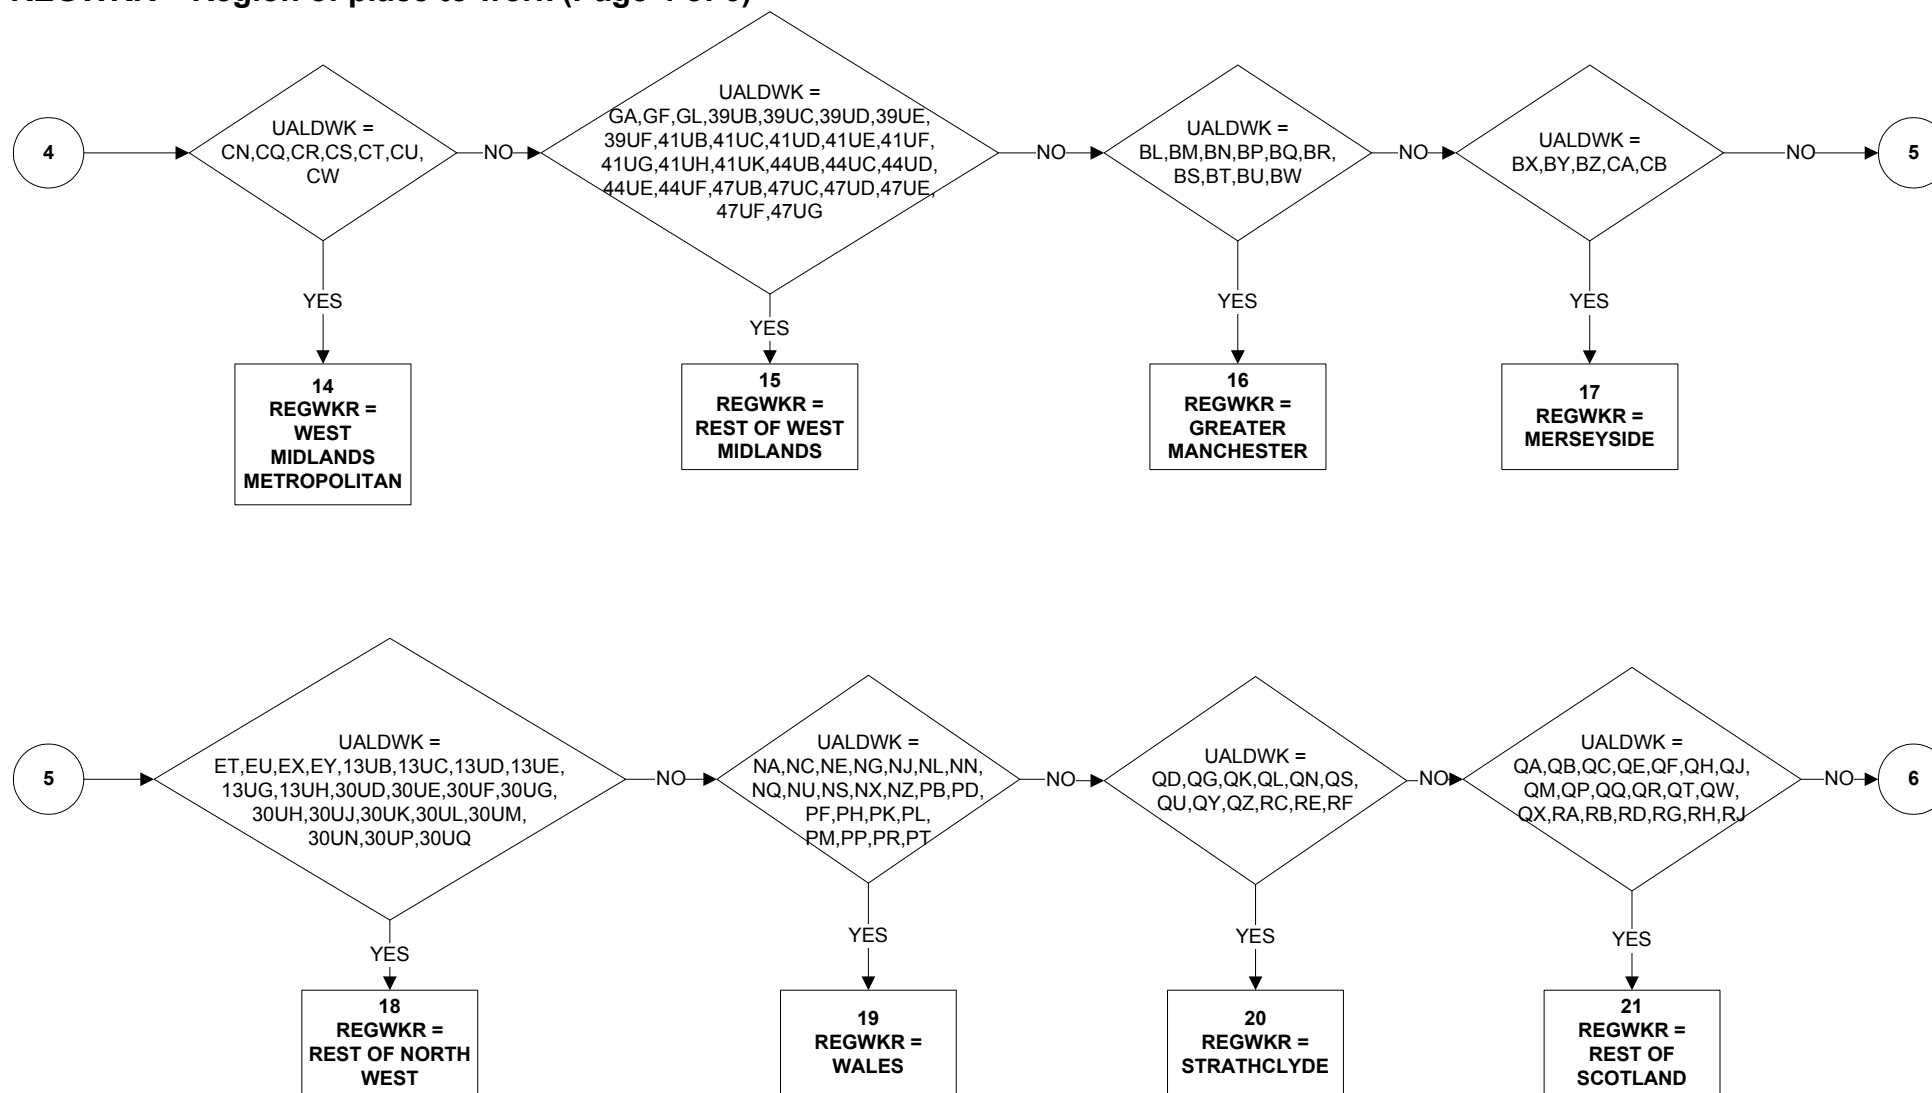 4
UALDWK =
CN,CQ,CR,CS,CT,CU,
CW
NO
UALDWK =
GA,GF,GL,39UB,39UC,39UD,39UE,
39UF,41UB,41UC,41UD,41UE,41UF,
41UG,41UH,41UK,44UB,44UC,44UD,
44UE,44UF,47UB,47UC,47UD,47UE,
47UF,47UG
NO
UALDWK =
BL,BM,BN,BP,BQ,BR,
BS,BT,BU,BW
NO
UALDWK =
BX,BY,BZ,CA,CB
NO
5
YES
YES
YES
YES
14
REGWKR =
WEST
MIDLANDS
METROPOLITAN
15
REGWKR =
REST OF WEST
MIDLANDS
16
REGWKR =
GREATER
MANCHESTER
17
REGWKR =
MERSEYSIDE
5
UALDWK =
ET,EU,EX,EY,13UB,13UC,13UD,13UE,
13UG,13UH,30UD,30UE,30UF,30UG,
30UH,30UJ,30UK,30UL,30UM,
30UN,30UP,30UQ
NO
UALDWK =
NA,NC,NE,NG,NJ,NL,NN,
NQ,NU,NS,NX,NZ,PB,PD,
PF,PH,PK,PL,
PM,PP,PR,PT
NO
UALDWK =
QD,QG,QK,QL,QN,QS,
QU,QY,QZ,RC,RE,RF
NO
UALDWK =
QA,QB,QC,QE,QF,QH,QJ,
QM,QP,QQ,QR,QT,QW,
QX,RA,RB,RD,RG,RH,RJ
NO
6
YES
YES
YES
YES
18
REGWKR =
REST OF NORTH
WEST
19
REGWKR =
WALES
20
REGWKR =
STRATHCLYDE
21
REGWKR =
REST OF
SCOTLAND